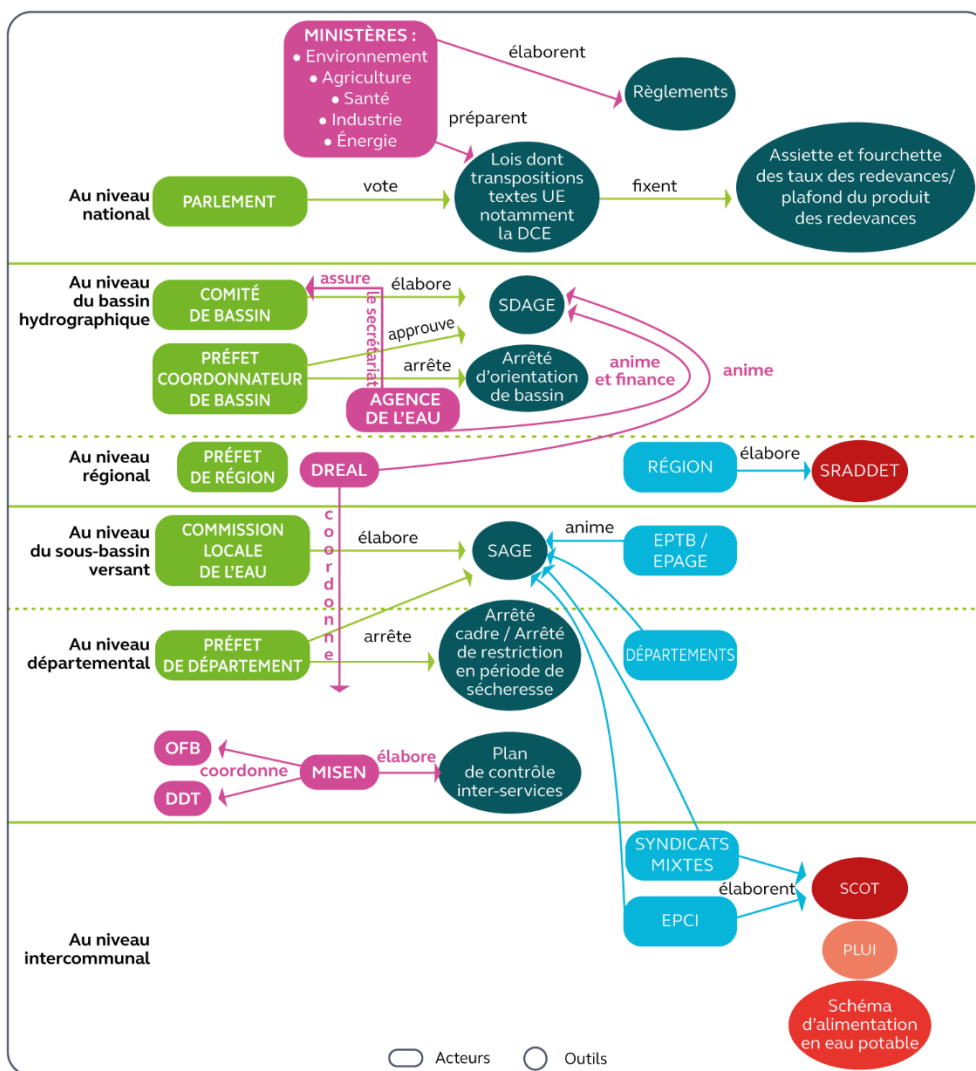 MINISTÈRES :
● Environnement
● Agriculture
● Santé
● Industrie
● Énergie
élaborent
Règlements
préparent
Au niveau
national
PARLEMENT
vote
Lois dont
transpositions
textes UE
notamment
la DCE
fixent
Assiette et fourchette
des taux des redevances/
plafond du produit
des redevances
Au niveau
du bassin
hydrographique
COMITÉ
DE BASSIN
assure
le secrétariat
élabore
SDAGE
approuve
PRÉFET
COORDONNATEUR
DE BASSIN
arrête
Arrêté
d'orientation
de bassin
AGENCE
DE L'EAU
anime
et finance
anime
Au niveau
régional
PRÉFET
DE RÉGION
DREAL
RÉGION
élabore
SRADDET
coordonne
Au niveau
du sous-bassin
versant
COMMISSION
LOCALE
DE L'EAU
élabore
SAGE
anime
EPTB /
EPAGE
Au niveau
départemental
PRÉFET
DE DÉPARTEMENT
arrête
Arrêté
cadre / Arrêté
de restriction
en période de
sécheresse
DÉPARTEMENTS
OFB
DDT
coordonne
MISEN
élabore
Plan
de contrôle
inter-services
Au niveau
intercommunal
SYNDICATS
MIXTES
EPCI
élaborent
SCOT
PLUI
Schéma
d'alimentation
en eau potable
Acteurs
Outils